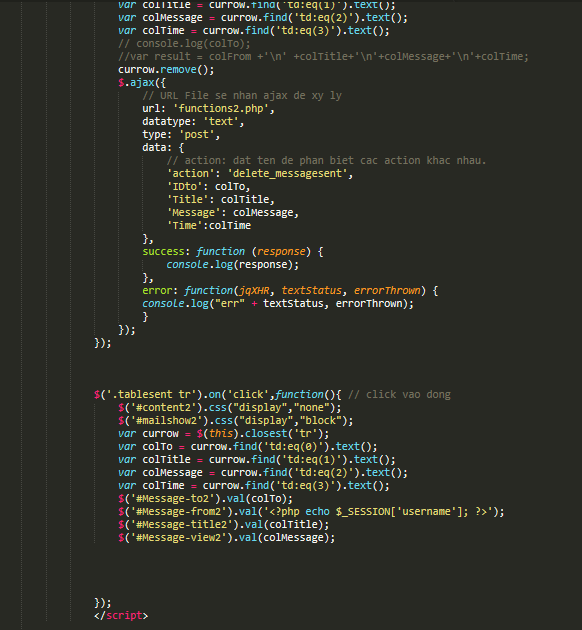 var colTitle = currow.find('td:eq(1)').text();
var colMessage = currow.find('td:eq(2)').text();
var colTime = currow.find('td:eq(3)').text();
// console.log(colTo);
//var result = colFrom +'\n' +colTitle+'\n'+colMessage+'\n'+colTime;
currow.remove();
$.ajax({
// URL File se nhan ajax de xy ly
url: 'functions2.php',
datatype: 'text',
type: 'post',
data: {
// action: dat ten de phan biet cac action khac nhau.
'action': 'delete_messagesent',
'IDto': colTo,
'Title': colTitle,
'Message': colMessage,
'Time':colTime
},
success: function (response) {
console.log(response);
},
error: function(jqXHR, textStatus, errorThrown) {
console.log("err" + textStatus, errorThrown);
}
});
});
$('.tablesent tr').on('click',function(){ // click vao dong
$('#content2').css("display","none");
$('#mailshow2').css("display","block");
var currow = $(this).closest('tr');
var colTo = currow.find('td:eq(0)').text();
var colTitle = currow.find('td:eq(1)').text();
var colMessage = currow.find('td:eq(2)').text();
var colTime = currow.find('td:eq(3)').text();
$('#Message-to2').val(colTo);
$('#Message-from2').val('<?php echo $_SESSION['username']; ?>');
$('#Message-title2').val(colTitle);
$('#Message-view2').val(colMessage);
});
</script>